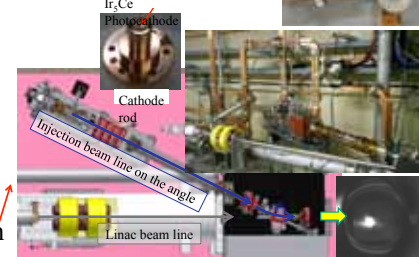 Ir5Ce
Photocathode
Cathode
rod
Injection beam line on the angle
Linac beam line